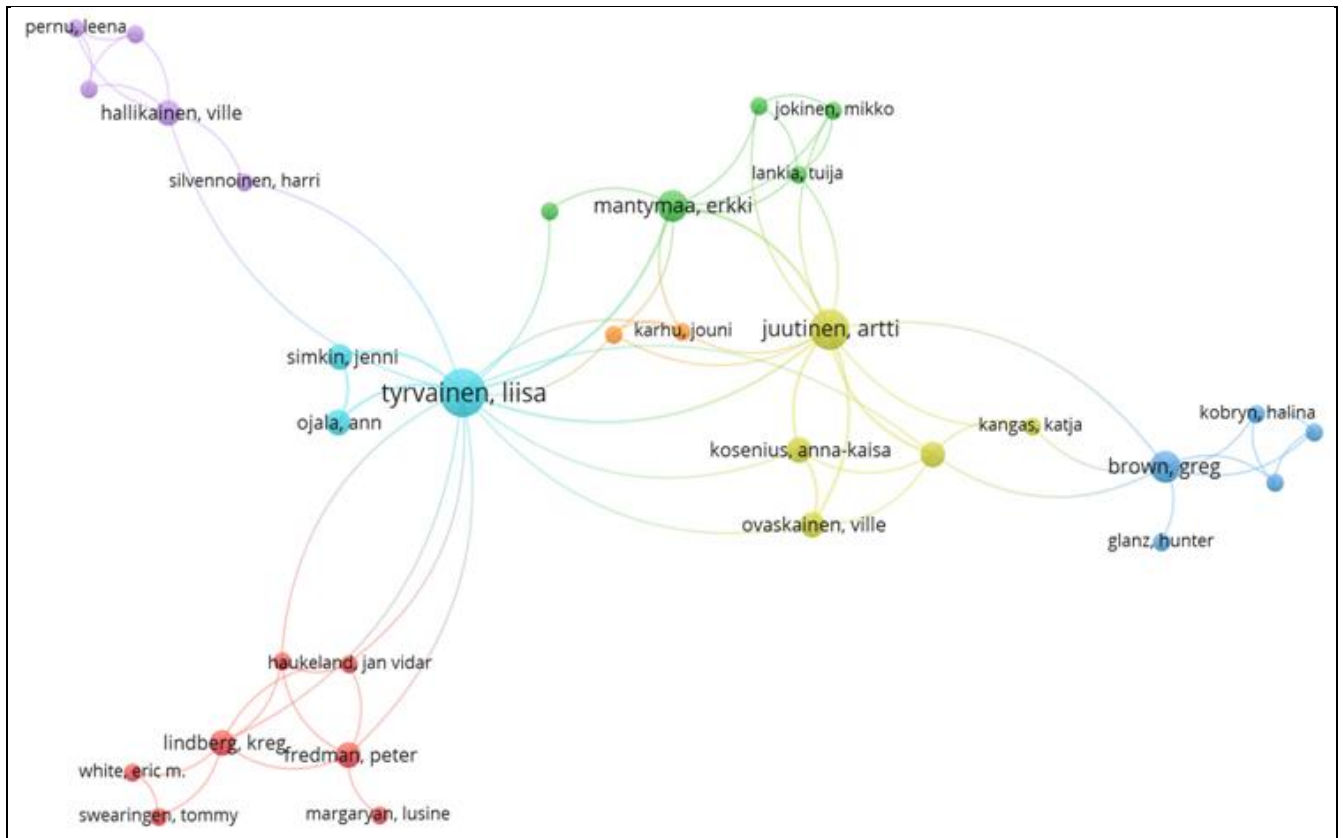 pernu, leena
jokinen, mikko
hallikainen, ville
lankia, tuija
silvennoinen, harri
mantymaa, erkki
karhu, jouni
juutinen, artti
simkin, jenni
tyrvainen, liisa
kobryn, halina
ojala, ann
kangas, katja
kosenius, anna-kaisa
brown, greg
ovaskainen, ville
glanz, hunter
haukeland, jan vidar
lindberg, kreg
fredman, peter
white, eric m.
swearingen, tommy
margaryan, lusine